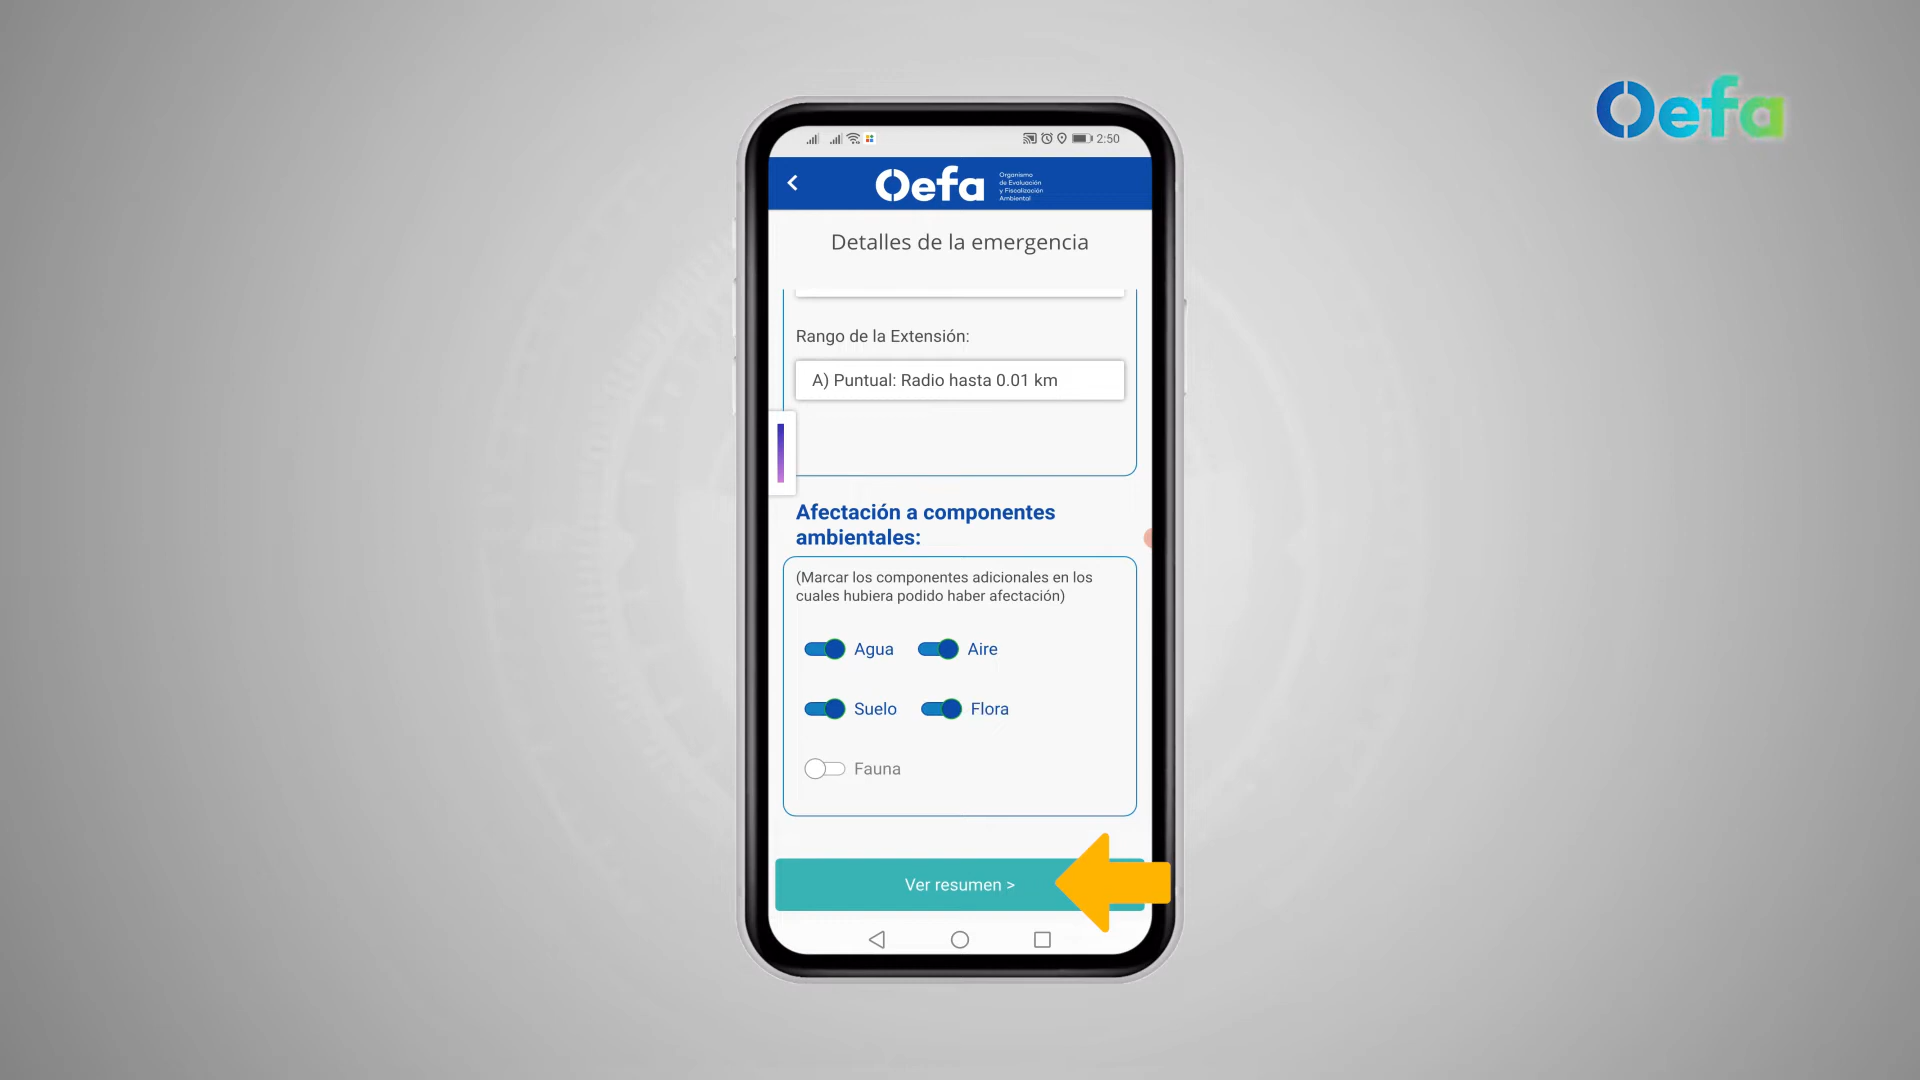 Oefa
2:50
Oefa
Organismo
de Evaluación
y Fiscalización
Ambiental
Detalles de la emergencia
Rango de la Extensión:
A) Puntual: Radio hasta 0.01 km
Afectación a componentes
ambientales:
(Marcar los componentes adicionales en los
cuales hubiera podido haber afectación)
Agua Aire
Suelo Flora
Fauna
Ver resumen >